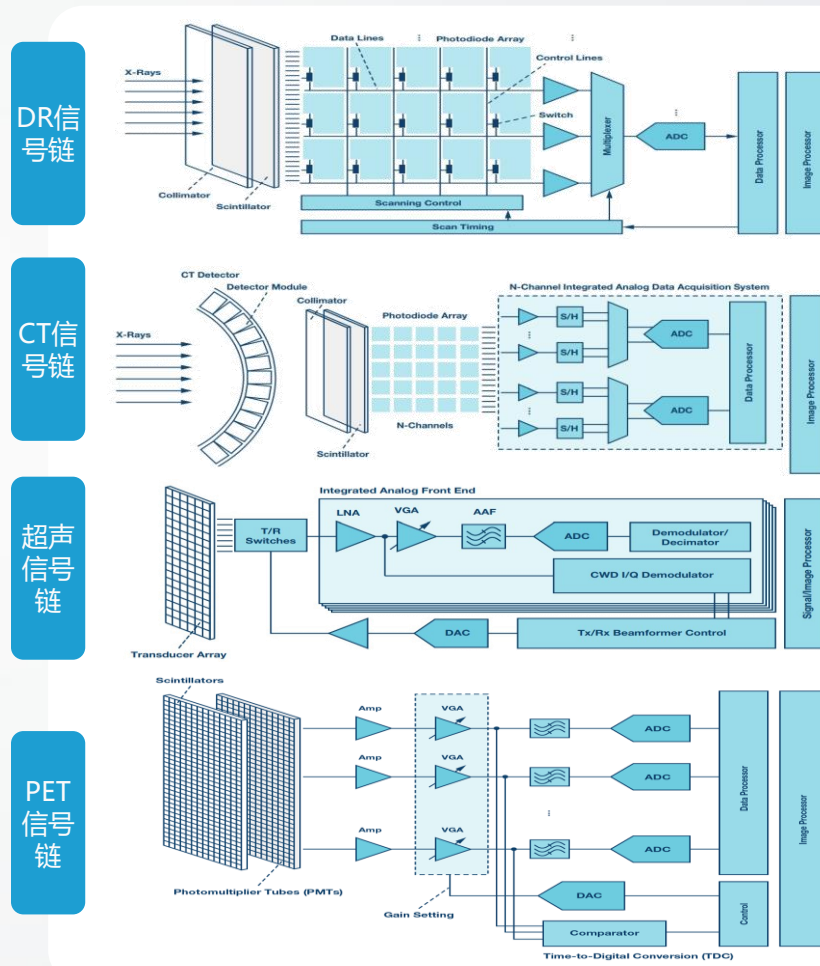 DR信
号链
X-Rays
Collimator
Scintillator
Data Lines
Photodiode Array
Control Lines
Switch
Multiplexer
ADC
Data Processor
Image Processor
Scanning Control
Scan Timing
CT信
号链
CT Detector
Detector Module
Collimator
X-Rays
Photodiode Array
N-Channels
Scintillator
N-Channel Integrated Analog Data Acquisition System
S/H
S/H
S/H
S/H
ADC
ADC
Data Processor
Image Processor
超声
信号
链
Transducer Array
T/R
Switches
Integrated Analog Front End
LNA
VGA
AAF
ADC
Demodulator/
Decimator
CWD I/Q Demodulator
DAC
Tx/Rx Beamformer Control
Signal/Image Processor
PET
信号
链
Scintillators
Photomultiplier Tubes (PMTs)
Amp
VGA
ADC
Amp
VGA
ADC
Amp
VGA
ADC
Data Processor
Image Processor
Gain Setting
DAC
Control
Comparator
Time-to-Digital Conversion (TDC)